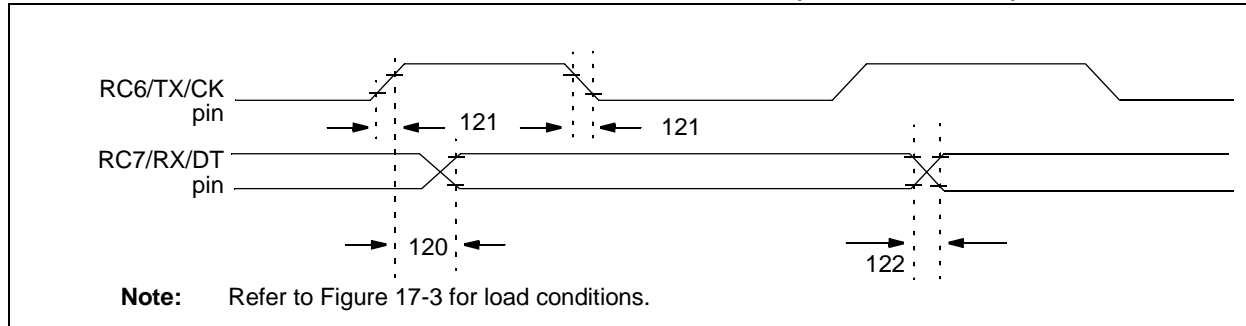 RC6/TX/CK
pin
121
121
RC7/RX/DT
pin
120
122
Note: Refer to Figure 17-3 for load conditions.